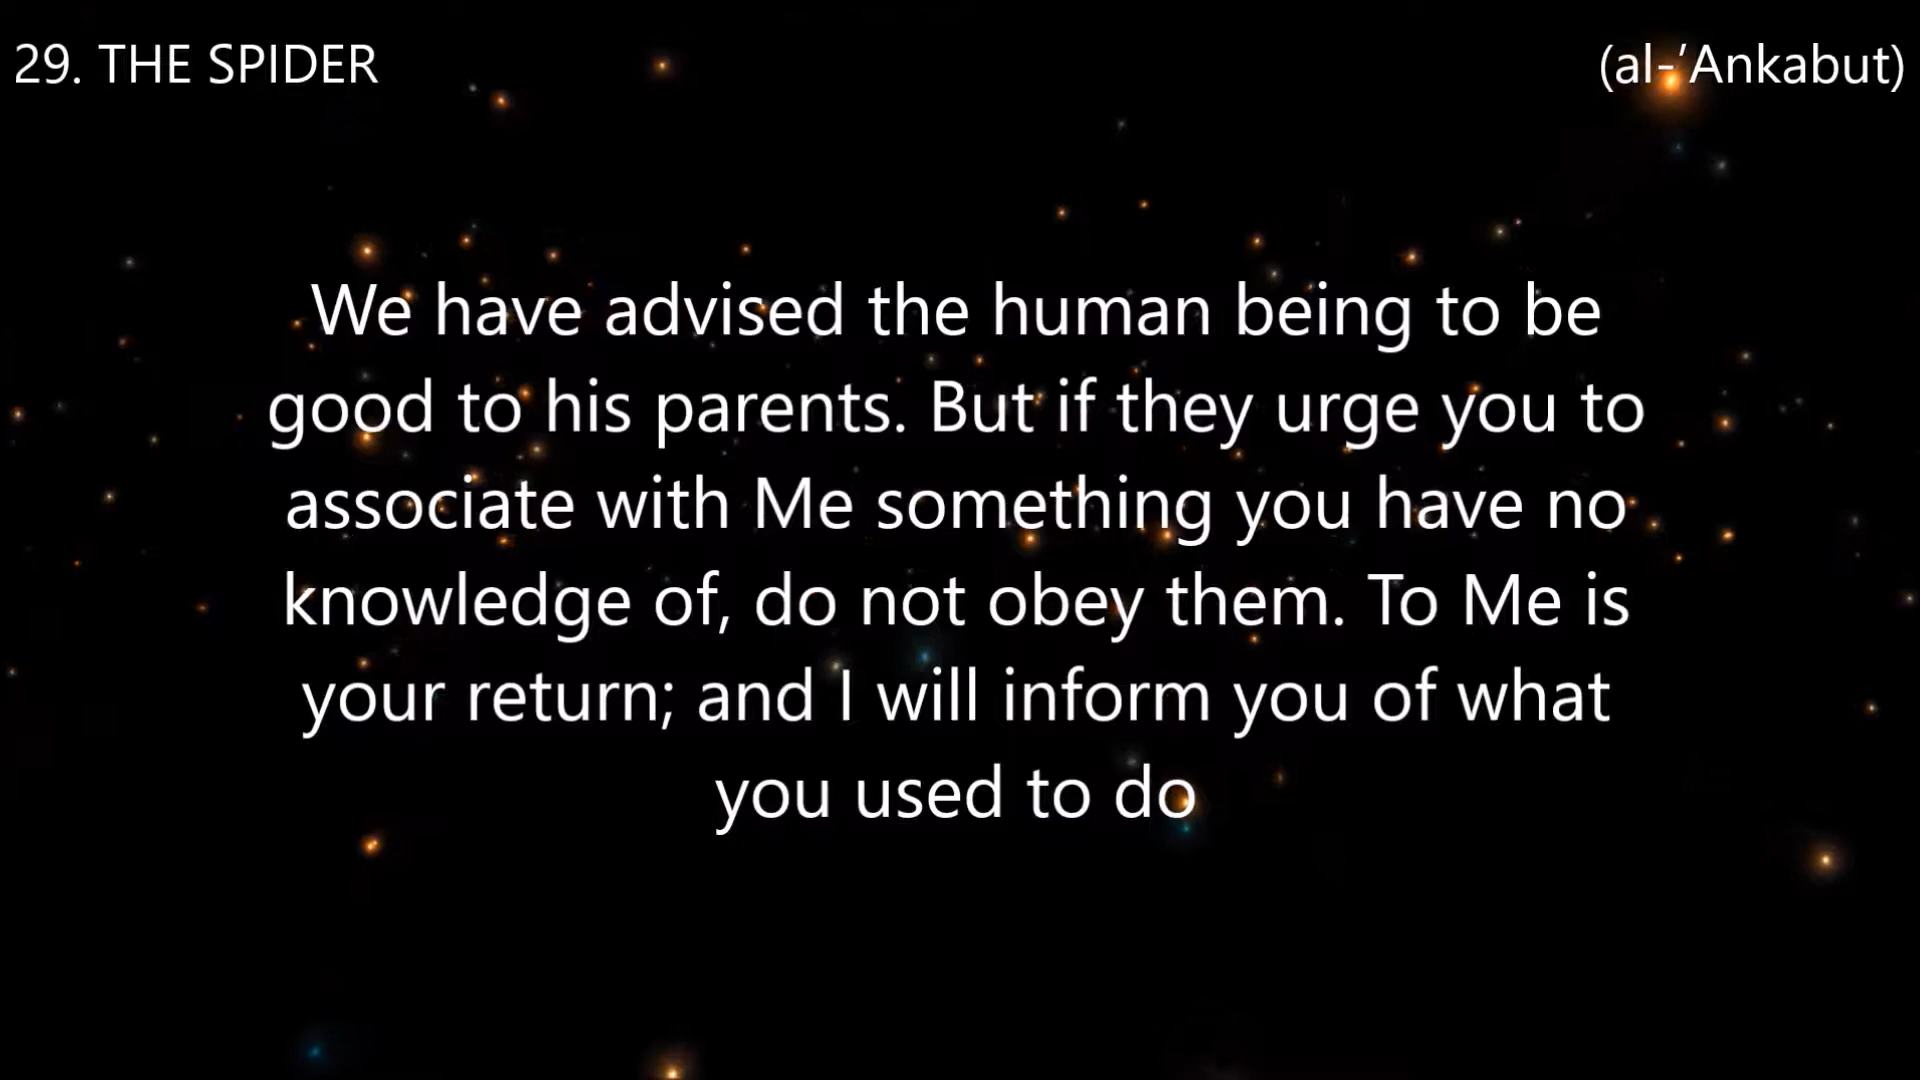 29. THE SPIDER
(al-’Ankabut)
We have advised the human being to be
good to his parents. But if they urge you to
associate with Me something you have no
knowledge of, do not obey them. To Me is
your return; and I will inform you of what
you used to do